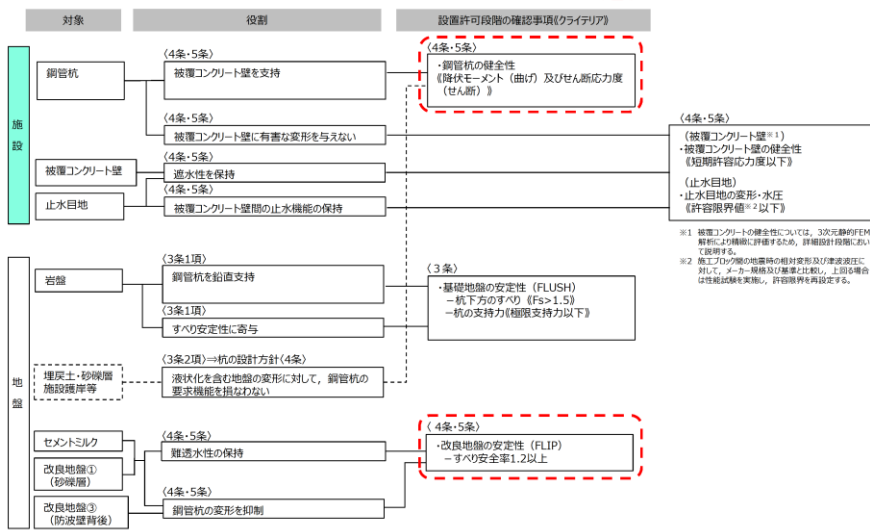 対象
役割
設置許可段階の確認事項《クライテリア》
施設
鋼管杭
〈4条・5条〉
被覆コンクリート壁を支持
〈4条・5条〉
・鋼管杭の健全性
《降伏モーメント（曲げ）及びせん断応力度
（せん断）》
〈4条・5条〉
被覆コンクリート壁に有害な変形を与えない
〈4条・5条〉
（被覆コンクリート壁※1）
・被覆コンクリート壁の健全性
《短期許容応力度以下》
（止水目地）
・止水目地の変形・水圧
《許容限界値※2以下》
被覆コンクリート壁
〈4条・5条〉
遮水性を保持
止水目地
〈4条・5条〉
被覆コンクリート壁間の止水機能の保持
※1 被覆コンクリートの健全性については，3次元静的FEM
解析により精緻に評価するため，詳細設計段階におい
て説明する。
※2 施工ブロック間の地震時の相対変形及び津波波圧に
対して，メーカー規格及び基準と比較し，上回る場合
は性能試験を実施し，許容限界を再設定する。
地盤
岩盤
〈3条1項〉
鋼管杭を鉛直支持
〈3条1項〉
すべり安定性に寄与
〈3条〉
・基礎地盤の安定性（FLUSH）
－杭下方のすべり《Fs>1.5》
－杭の支持力《極限支持力以下》
埋戻土・砂礫層
施設護岸等
〈3条2項〉⇒杭の設計方針〈4条〉
液状化を含む地盤の変形に対して，鋼管杭の
要求機能を損なわない
セメントミルク
改良地盤①
（砂礫層）
改良地盤③
（防波壁背後）
〈4条・5条〉
難透水性の保持
〈4条・5条〉
鋼管杭の変形を抑制
〈4条・5条〉
・改良地盤の安定性（FLIP）
－すべり安全率1.2以上